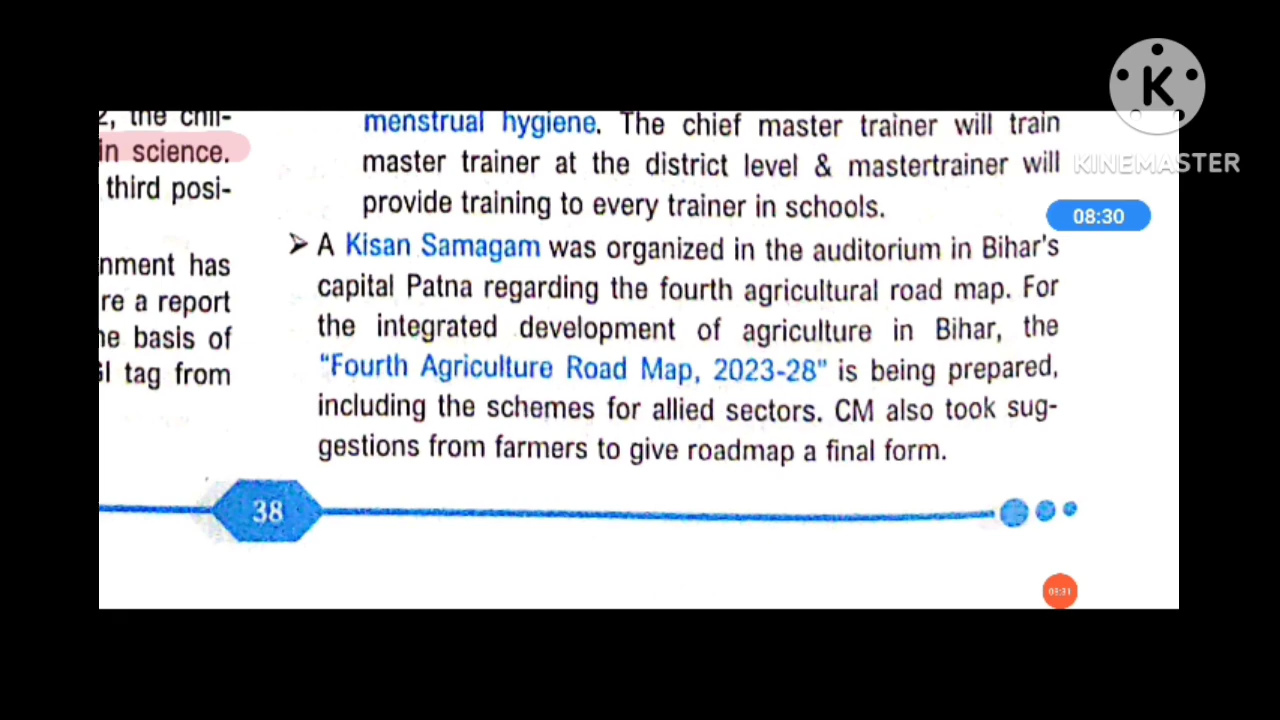 2, the chil-
in science.
third posi-
nment has
re a report
he basis of
GI tag from
menstrual hygiene. The chief master trainer will train
master trainer at the district level & mastertrainer will
provide training to every trainer in schools.
➢ A Kisan Samagam was organized in the auditorium in Bihar's
capital Patna regarding the fourth agricultural road map. For
the integrated development of agriculture in Bihar, the
"Fourth Agriculture Road Map, 2023-28" is being prepared,
including the schemes for allied sectors. CM also took sug-
gestions from farmers to give roadmap a final form.
38
K
KINEMASTER
08:30
03:31